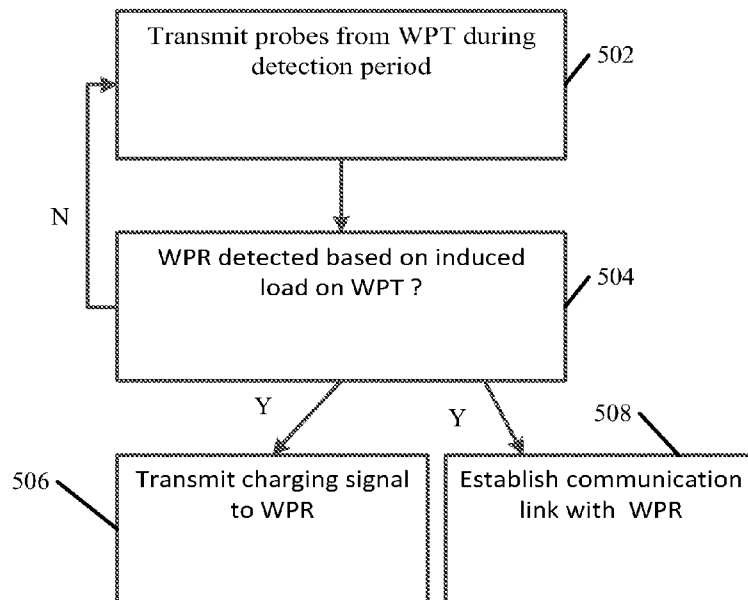 Transmit probes from WPT during
detection period
502
N
WPR detected based on induced
load on WPT ?
504
Y
Y
508
506
Transmit charging signal
to WPR
Establish communication
link with WPR